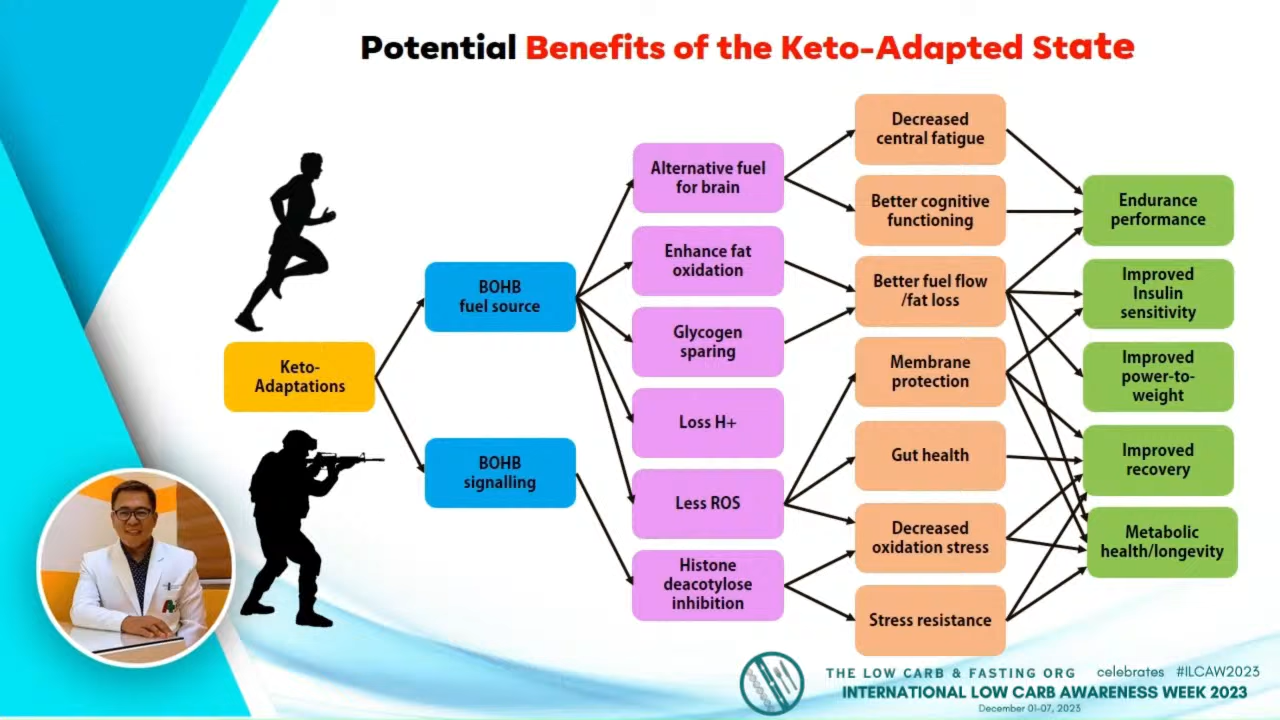 Potential Benefits of the Keto-Adapted State
Keto-
Adaptations
BOHB
fuel source
BOHB
signalling
Alternative fuel
for brain
Enhance fat
oxidation
Glycogen
sparing
Loss H+
Less ROS
Histone
deacotylose
inhibition
Decreased
central fatigue
Better cognitive
functioning
Better fuel flow
/fat loss
Membrane
protection
Gut health
Decreased
oxidation stress
Stress resistance
Endurance
performance
Improved
Insulin
sensitivity
Improved
power-to-
weight
Improved
recovery
Metabolic
health/longevity
THE LOW CARB & FASTING ORG celebrates #ILCAW2023
INTERNATIONAL LOW CARB AWARENESS WEEK 2023
December 01-07, 2023